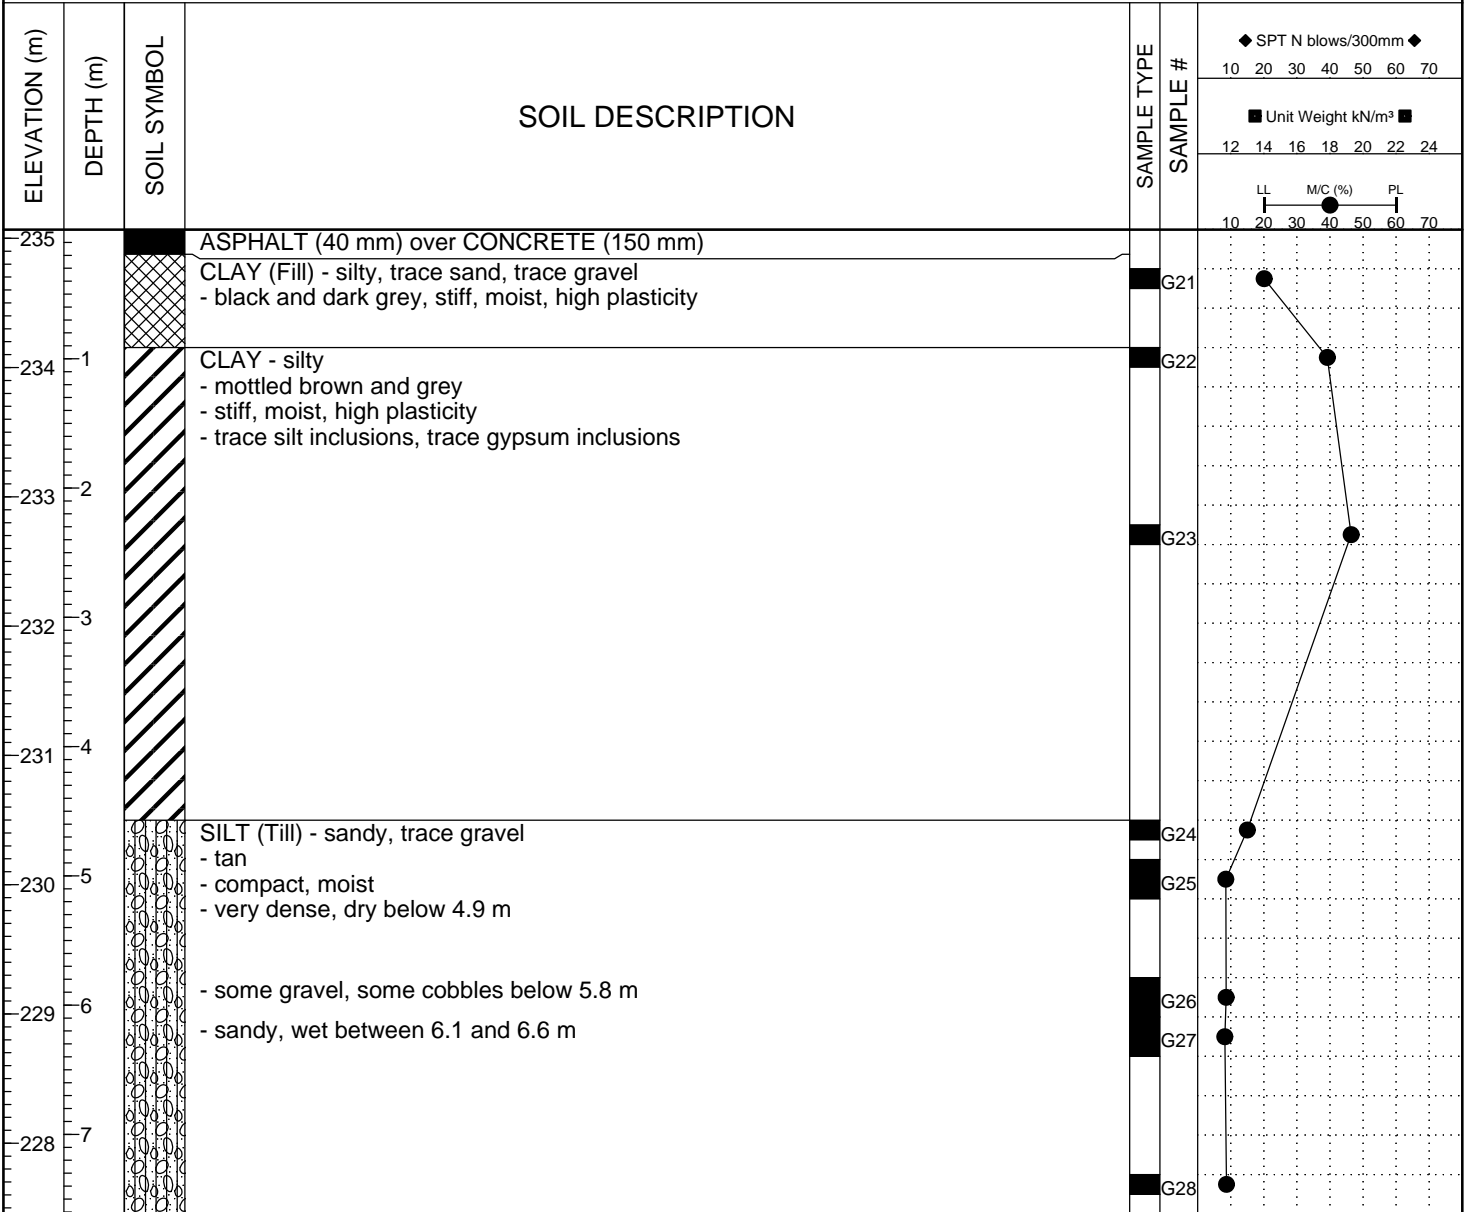 ELEVATION (m)
DEPTH (m)
SOIL SYMBOL
SOIL DESCRIPTION
SAMPLE TYPE
SAMPLE #
◆ SPT N blows/300mm ◆
10 20 30 40 50 60 70
■ Unit Weight kN/m³ ■
12 14 16 18 20 22 24
LL M/C (%) PL
10 20 30 40 50 60 70
235
ASPHALT (40 mm) over CONCRETE (150 mm)
CLAY (Fill) - silty, trace sand, trace gravel
G21
- black and dark grey, stiff, moist, high plasticity
234
1
CLAY - silty
G22
- mottled brown and grey
- stiff, moist, high plasticity
- trace silt inclusions, trace gypsum inclusions
2
233
G23
3
232
4
231
SILT (Till) - sandy, trace gravel
G24
- tan
5
230
- compact, moist
G25
- very dense, dry below 4.9 m
- some gravel, some cobbles below 5.8 m
G26
6
229
- sandy, wet between 6.1 and 6.6 m
G27
7
228
G28